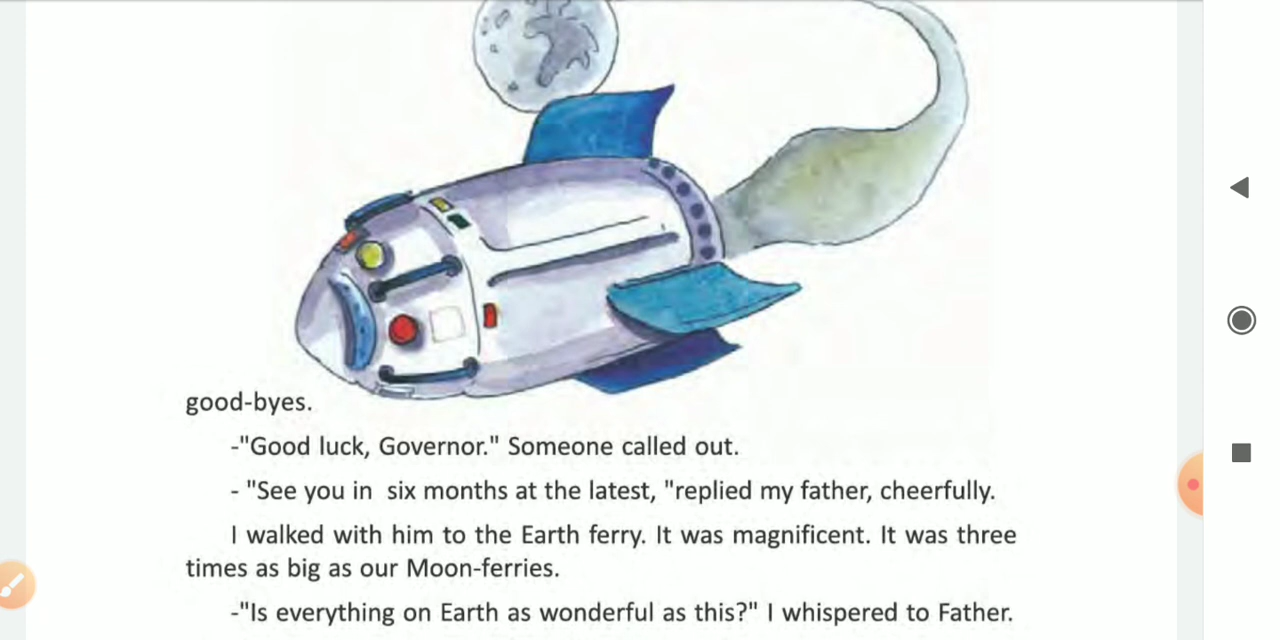 good-byes.
-"Good luck, Governor." Someone called out.
- "See you in  six months at the latest, "replied my father, cheerfully.
I walked with him to the Earth ferry. It was magnificent. It was three
times as big as our Moon-ferries.
-"Is everything on Earth as wonderful as this?" I whispered to Father.